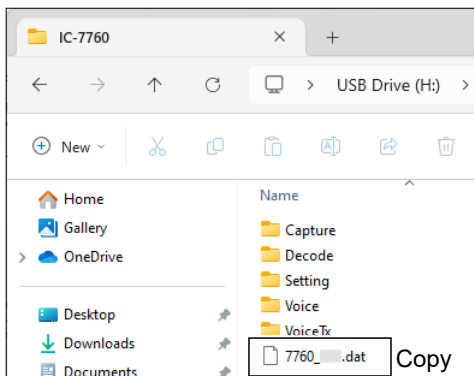 IC-7760
USB Drive (H:)
New
Home
Gallery
OneDrive
Desktop
Downloads
Documents
Name
Capture
Decode
Setting
Voice
VoiceTx
7760_ .dat
Copy